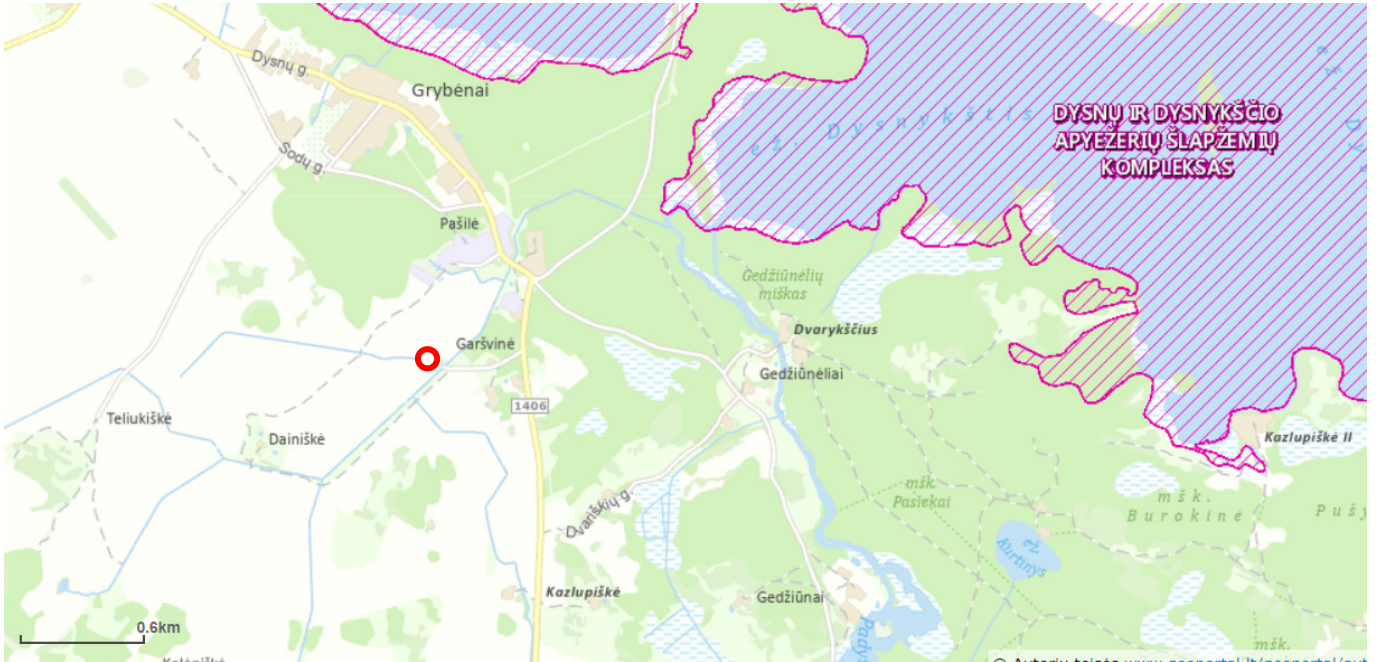 Dysnų g.
Grybėnai
Sodų g.
Pašilė
ež. Dysnykštis
DYSNŲ IR DYSNYKŠČIO
APYEŽERIŲ ŠLAPŽEMIŲ
KOMPLEKSAS
Gedžiūnėlių
miškas
Dvarykščius
Garšvinė
Gedžiūnėliai
1406
Teliukiškė
Dainiškė
Kazlupiškė II
Dvariškių g.
mšk.
Pasiekai
mšk.
Burokinė
ež.
Kurtinys
Kazlupiškė
Gedžiūnai
0.6km
mšk.